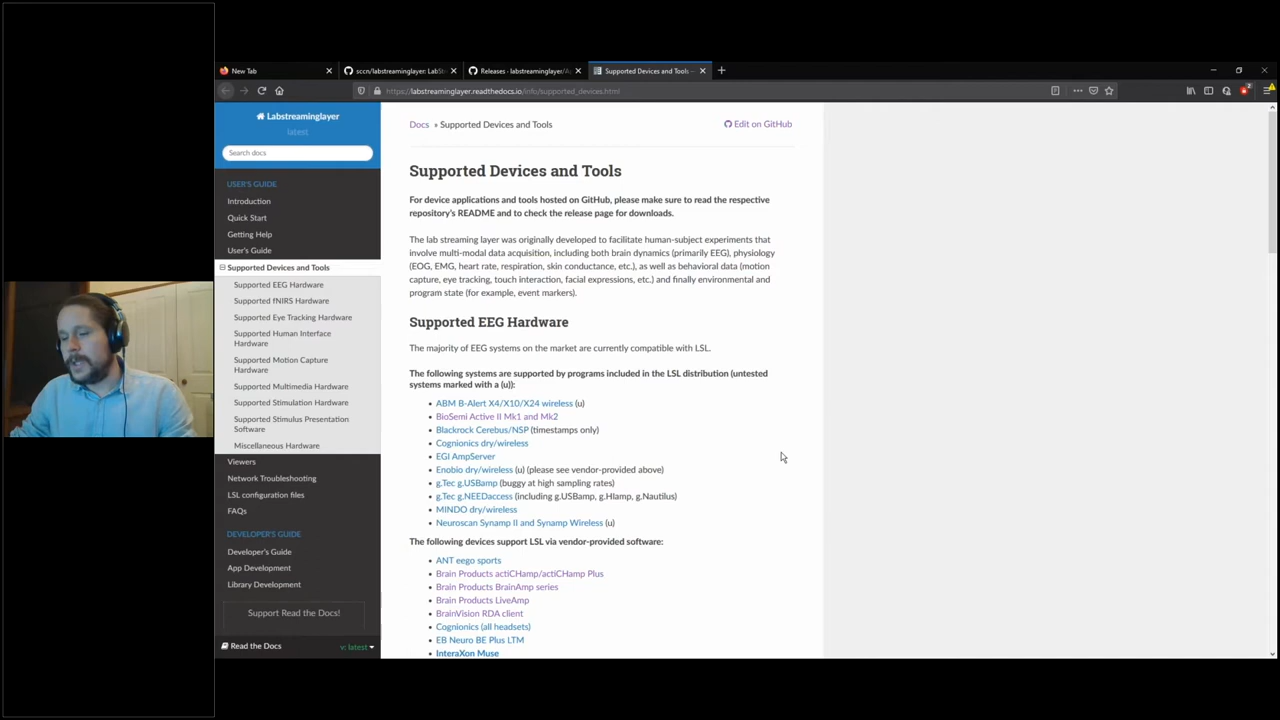 New Tab
sccn/labstreaminglayer: LabSt
Releases · labstreaminglayer/A
Supported Devices and Tools —
https://labstreaminglayer.readthedocs.io/info/supported_devices.html
Labstreaminglayer
latest
Search docs
USER'S GUIDE
Introduction
Quick Start
Getting Help
User's Guide
Supported Devices and Tools
Supported EEG Hardware
Supported fNIRS Hardware
Supported Eye Tracking Hardware
Supported Human Interface
Hardware
Supported Motion Capture
Hardware
Supported Multimedia Hardware
Supported Stimulation Hardware
Supported Stimulus Presentation
Software
Miscellaneous Hardware
Viewers
Network Troubleshooting
LSL configuration files
FAQs
DEVELOPER'S GUIDE
Developer's Guide
App Development
Library Development
Support Read the Docs!
Read the Docs
v: latest
Docs » Supported Devices and Tools
Edit on GitHub
Supported Devices and Tools
For device applications and tools hosted on GitHub, please make sure to read the respective
repository's README and to check the release page for downloads.
The lab streaming layer was originally developed to facilitate human-subject experiments that
involve multi-modal data acquisition, including both brain dynamics (primarily EEG), physiology
(EOG, EMG, heart rate, respiration, skin conductance, etc.), as well as behavioral data (motion
capture, eye tracking, touch interaction, facial expressions, etc.) and finally environmental and
program state (for example, event markers).
Supported EEG Hardware
The majority of EEG systems on the market are currently compatible with LSL.
The following systems are supported by programs included in the LSL distribution (untested
systems marked with a (u)):
• ABM B-Alert X4/X10/X24 wireless (u)
• BioSemi Active II Mk1 and Mk2
• Blackrock Cerebus/NSP (timestamps only)
• Cognionics dry/wireless
• EGI AmpServer
• Enobio dry/wireless (u) (please see vendor-provided above)
• g.Tec g.USBamp (buggy at high sampling rates)
• g.Tec g.NEEDaccess (including g.USBamp, g.HIamp, g.Nautilus)
• MINDO dry/wireless
• Neuroscan Synamp II and Synamp Wireless (u)
The following devices support LSL via vendor-provided software:
• ANT eego sports
• Brain Products actiCHamp/actiCHamp Plus
• Brain Products BrainAmp series
• Brain Products LiveAmp
• BrainVision RDA client
• Cognionics (all headsets)
• EB Neuro BE Plus LTM
• InteraXon Muse